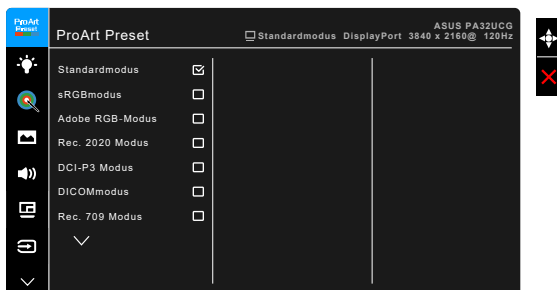 ProArt
Preset
ProArt Preset
ASUS PA32UCG
Standardmodus DisplayPort 3840 x 2160@ 120Hz
Standardmodus
sRGBmodus
Adobe RGB-Modus
Rec. 2020 Modus
DCI-P3 Modus
DICOMmodus
Rec. 709 Modus